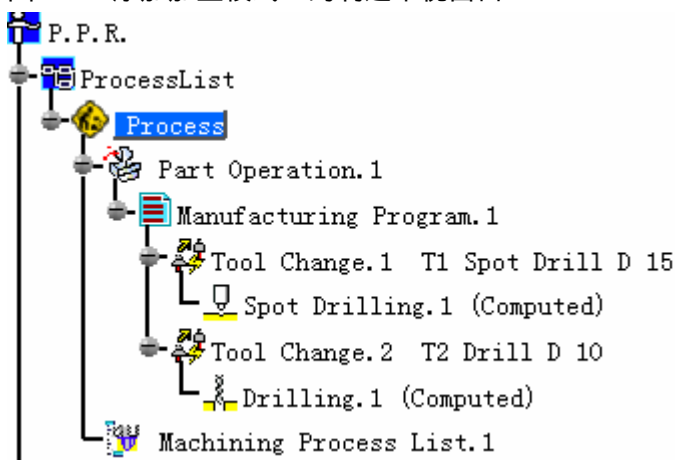 P.P.R.
ProcessList
Process
Part Operation.1
Manufacturing Program.1
Tool Change.1 T1 Spot Drill D 15
Spot Drilling.1 (Computed)
Tool Change.2 T2 Drill D 10
Drilling.1 (Computed)
Machining Process List.1